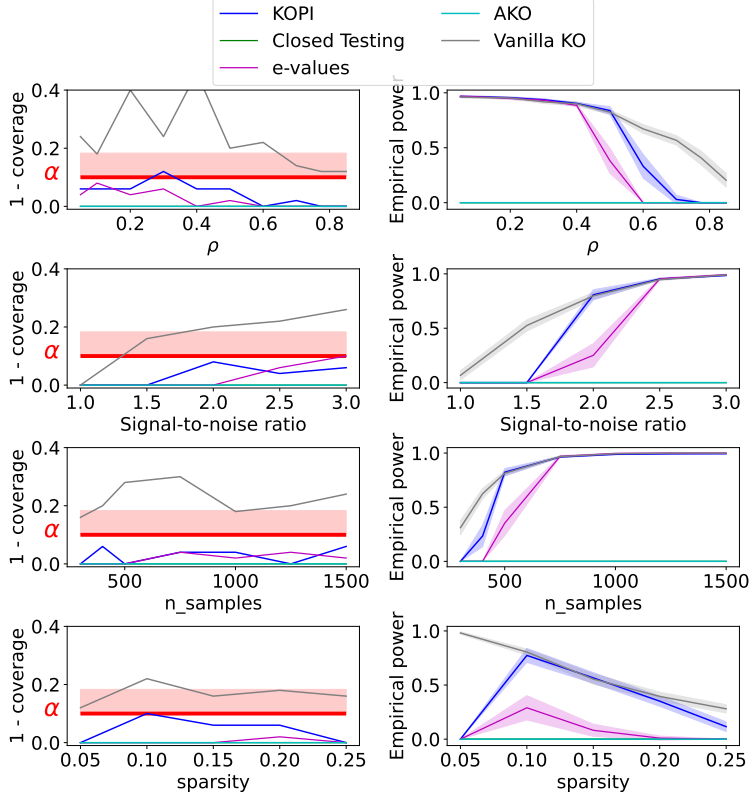 KOPI
Closed Testing
e-values
AKO
Vanilla KO
1 - coverage
0.4
0.2
α
0.0
0.2 0.4 0.6 0.8
ρ
Empirical power
1.0
0.5
0.0
0.2 0.4 0.6 0.8
ρ
1 - coverage
0.4
0.2
α
0.0
1.0 1.5 2.0 2.5 3.0
Signal-to-noise ratio
Empirical power
1.0
0.5
0.0
1.0 1.5 2.0 2.5 3.0
Signal-to-noise ratio
1 - coverage
0.4
0.2
α
0.0
500 1000 1500
n_samples
Empirical power
1.0
0.5
0.0
500 1000 1500
n_samples
1 - coverage
0.4
0.2
α
0.0
0.05 0.10 0.15 0.20 0.25
sparsity
Empirical power
1.0
0.5
0.0
0.05 0.10 0.15 0.20 0.25
sparsity